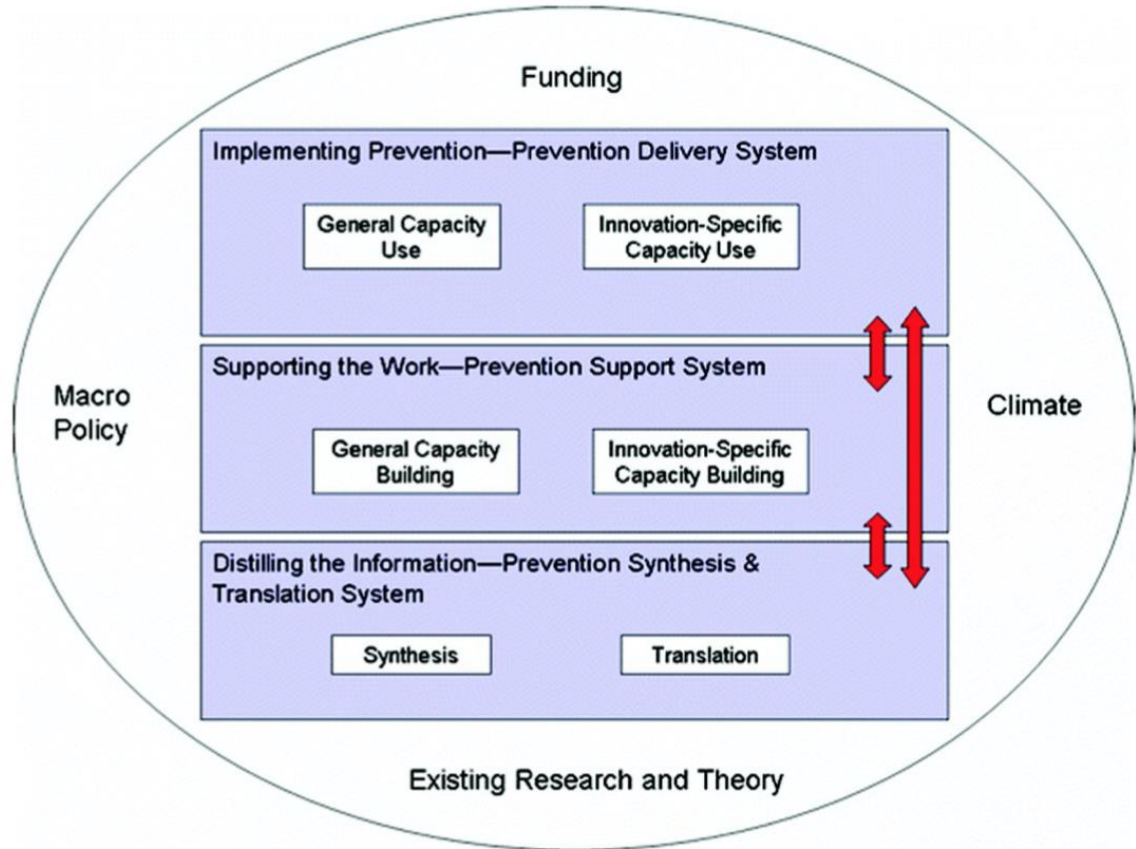 Funding
Implementing Prevention—Prevention Delivery System
General Capacity
Use
Innovation-Specific
Capacity Use
Macro
Policy
Supporting the Work—Prevention Support System
General Capacity
Building
Innovation-Specific
Capacity Building
Climate
Distilling the Information—Prevention Synthesis &
Translation System
Synthesis
Translation
Existing Research and Theory